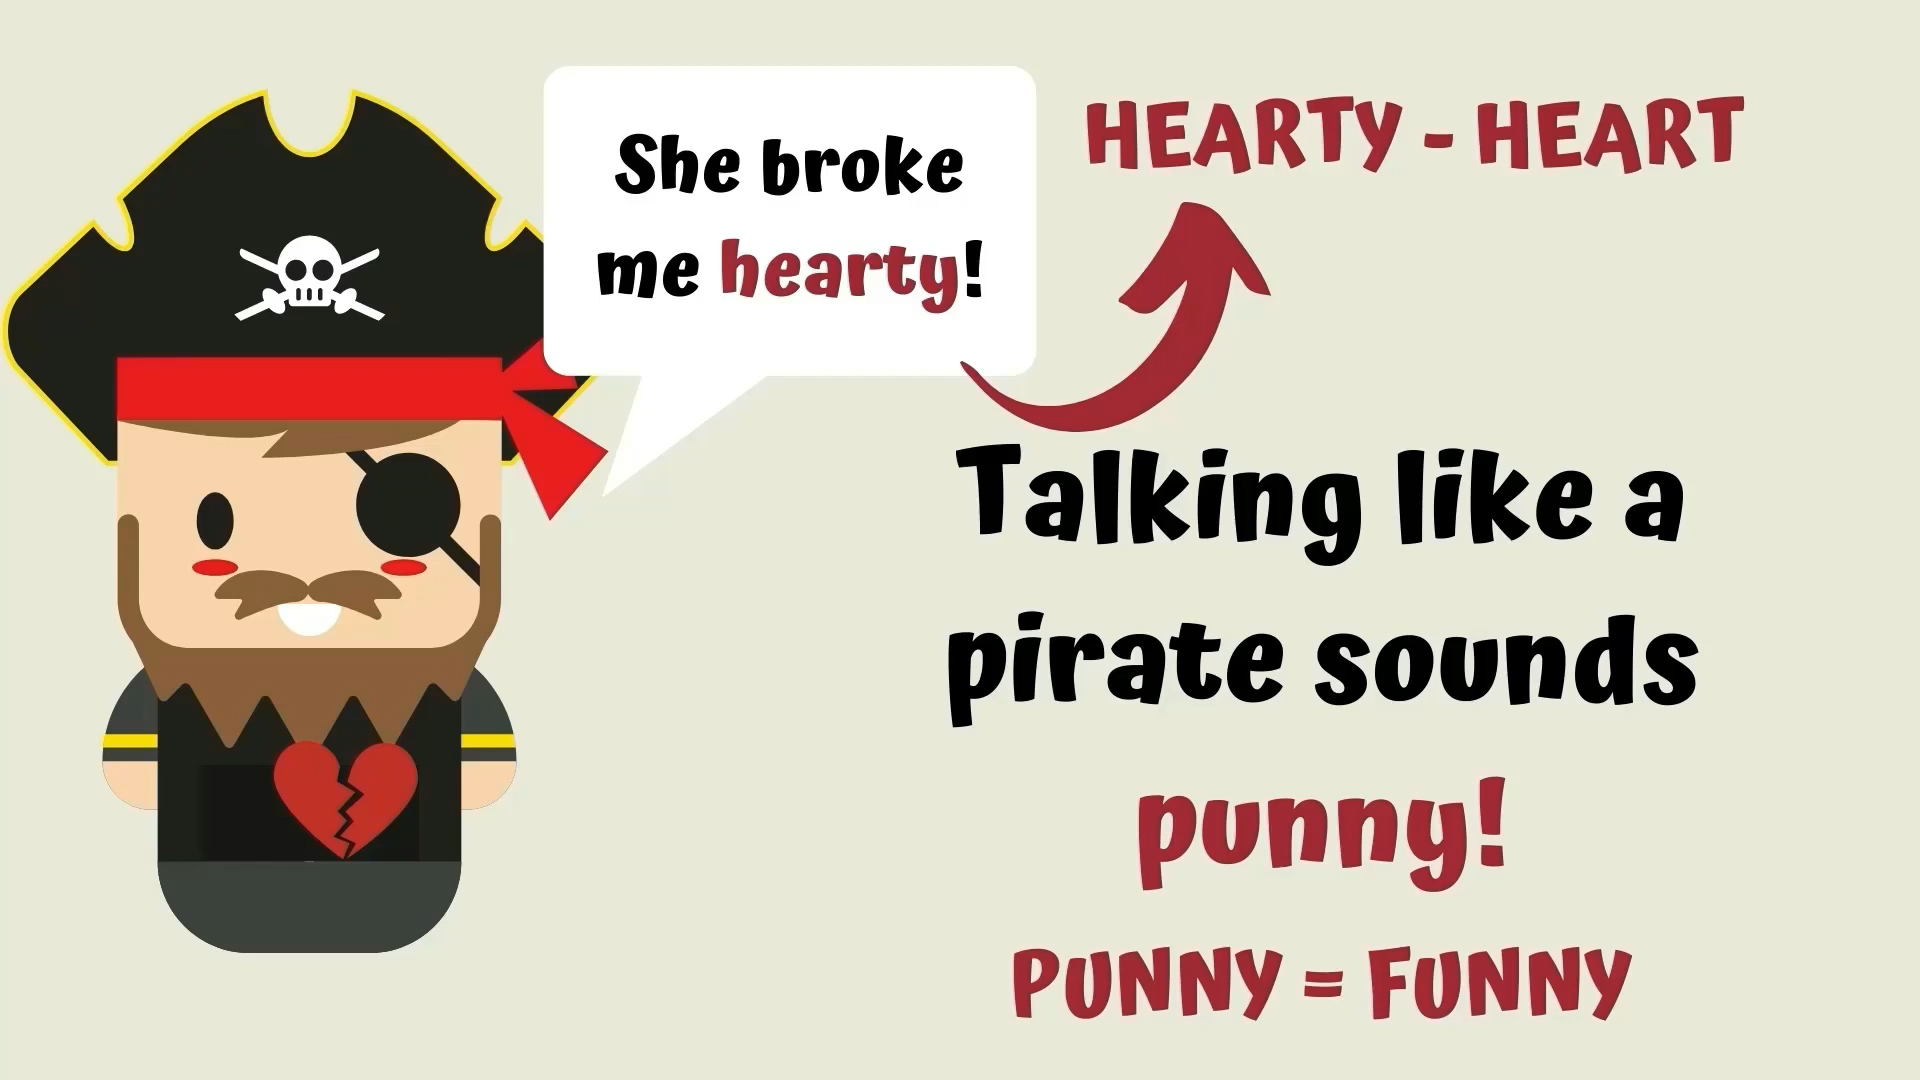 She broke
me hearty!
HEARTY - HEART
Talking like a
pirate sounds
punny!
PUNNY = FUNNY